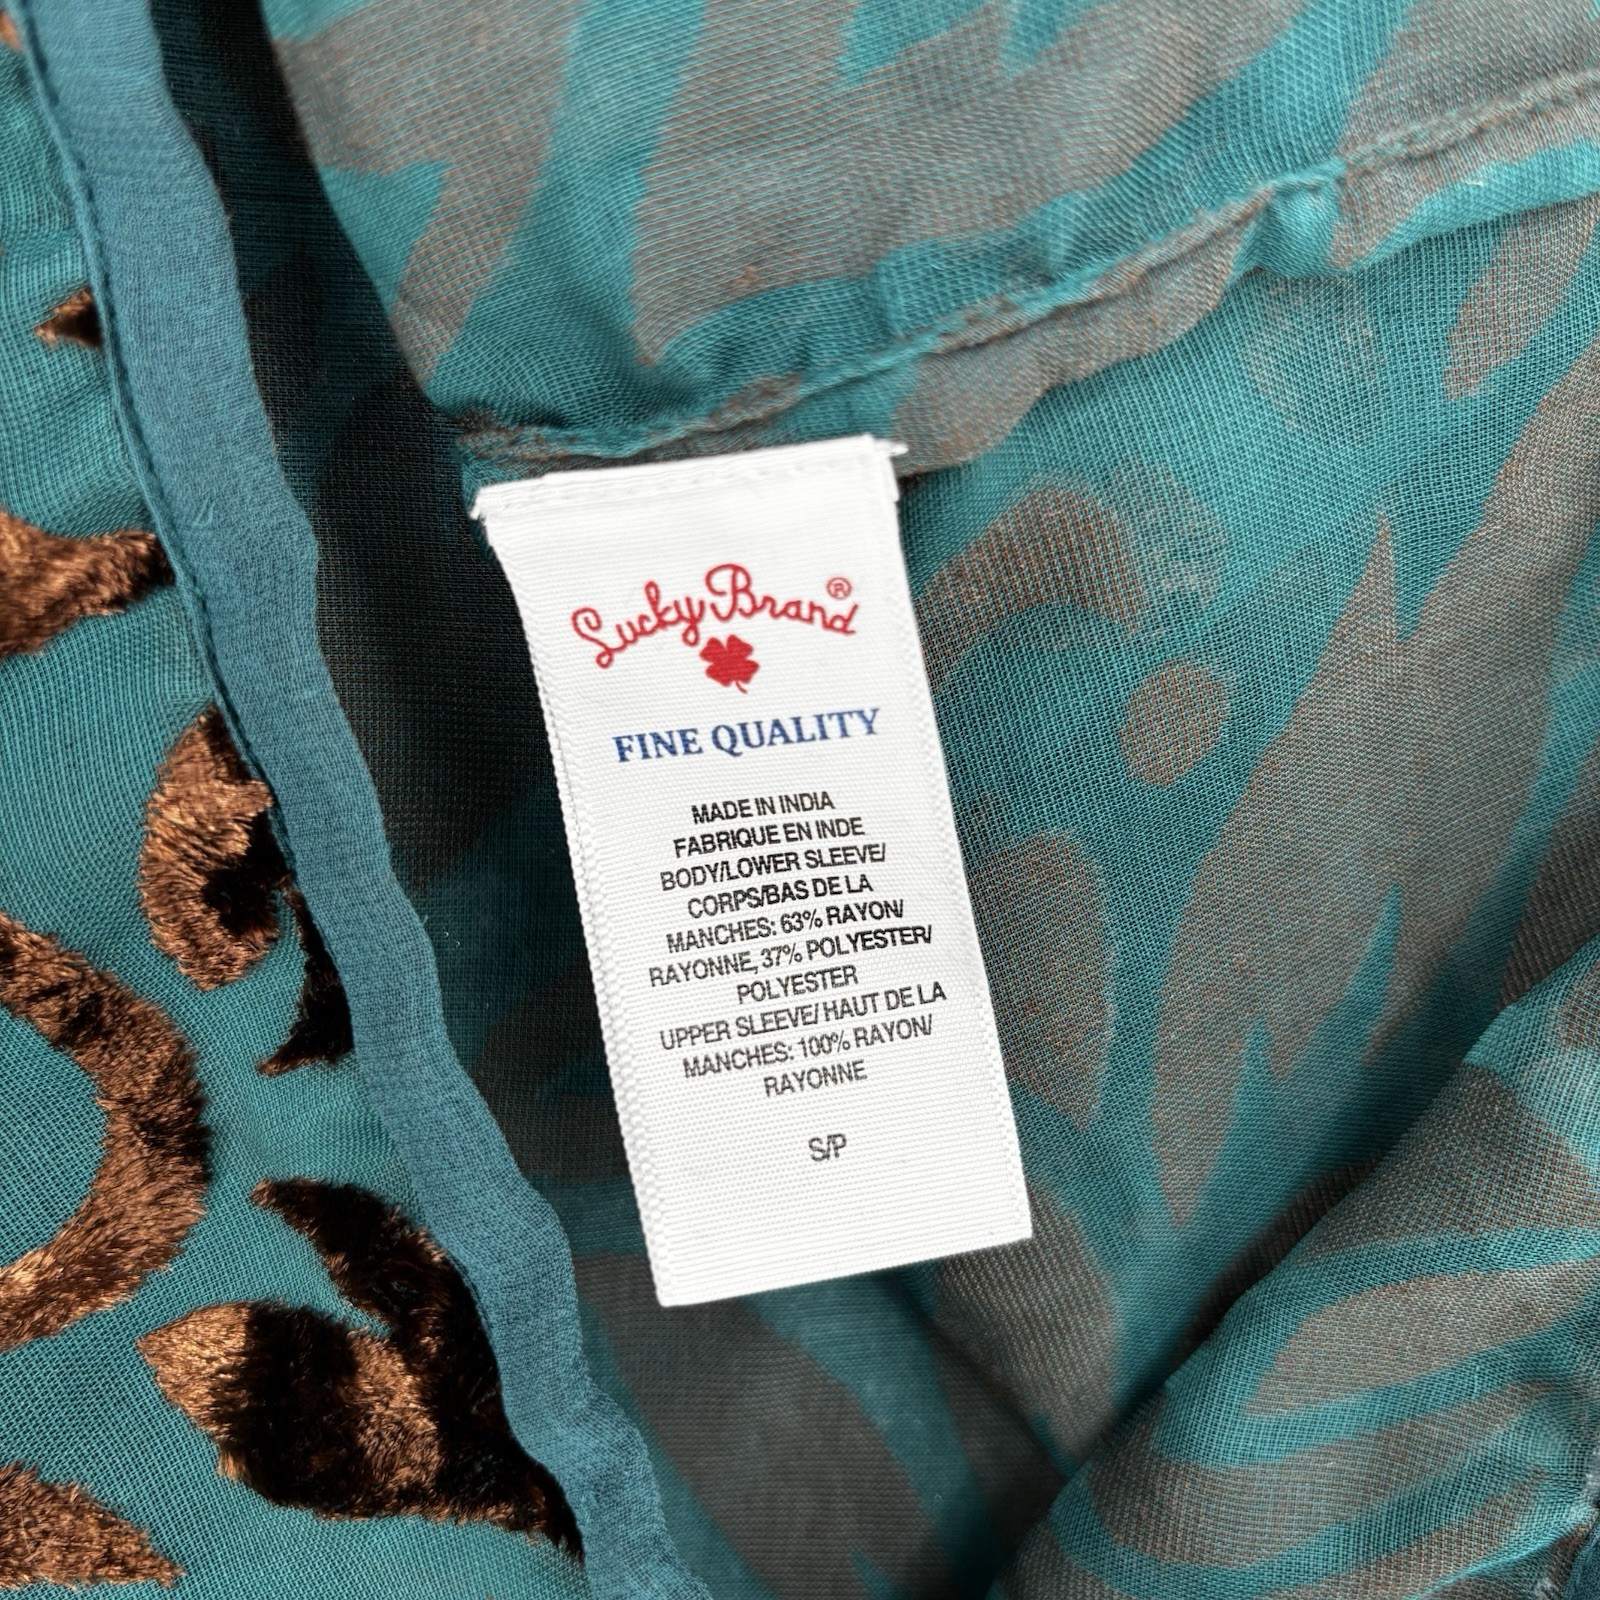 Lucky Brand®
FINE QUALITY
MADE IN INDIA
FABRIQUE EN INDE
BODY/LOWER SLEEVE/
CORPS/BAS DE LA
MANCHES: 63% RAYON/
RAYONNE, 37% POLYESTER/
POLYESTER
UPPER SLEEVE/ HAUT DE LA
MANCHES: 100% RAYON/
RAYONNE
S/P